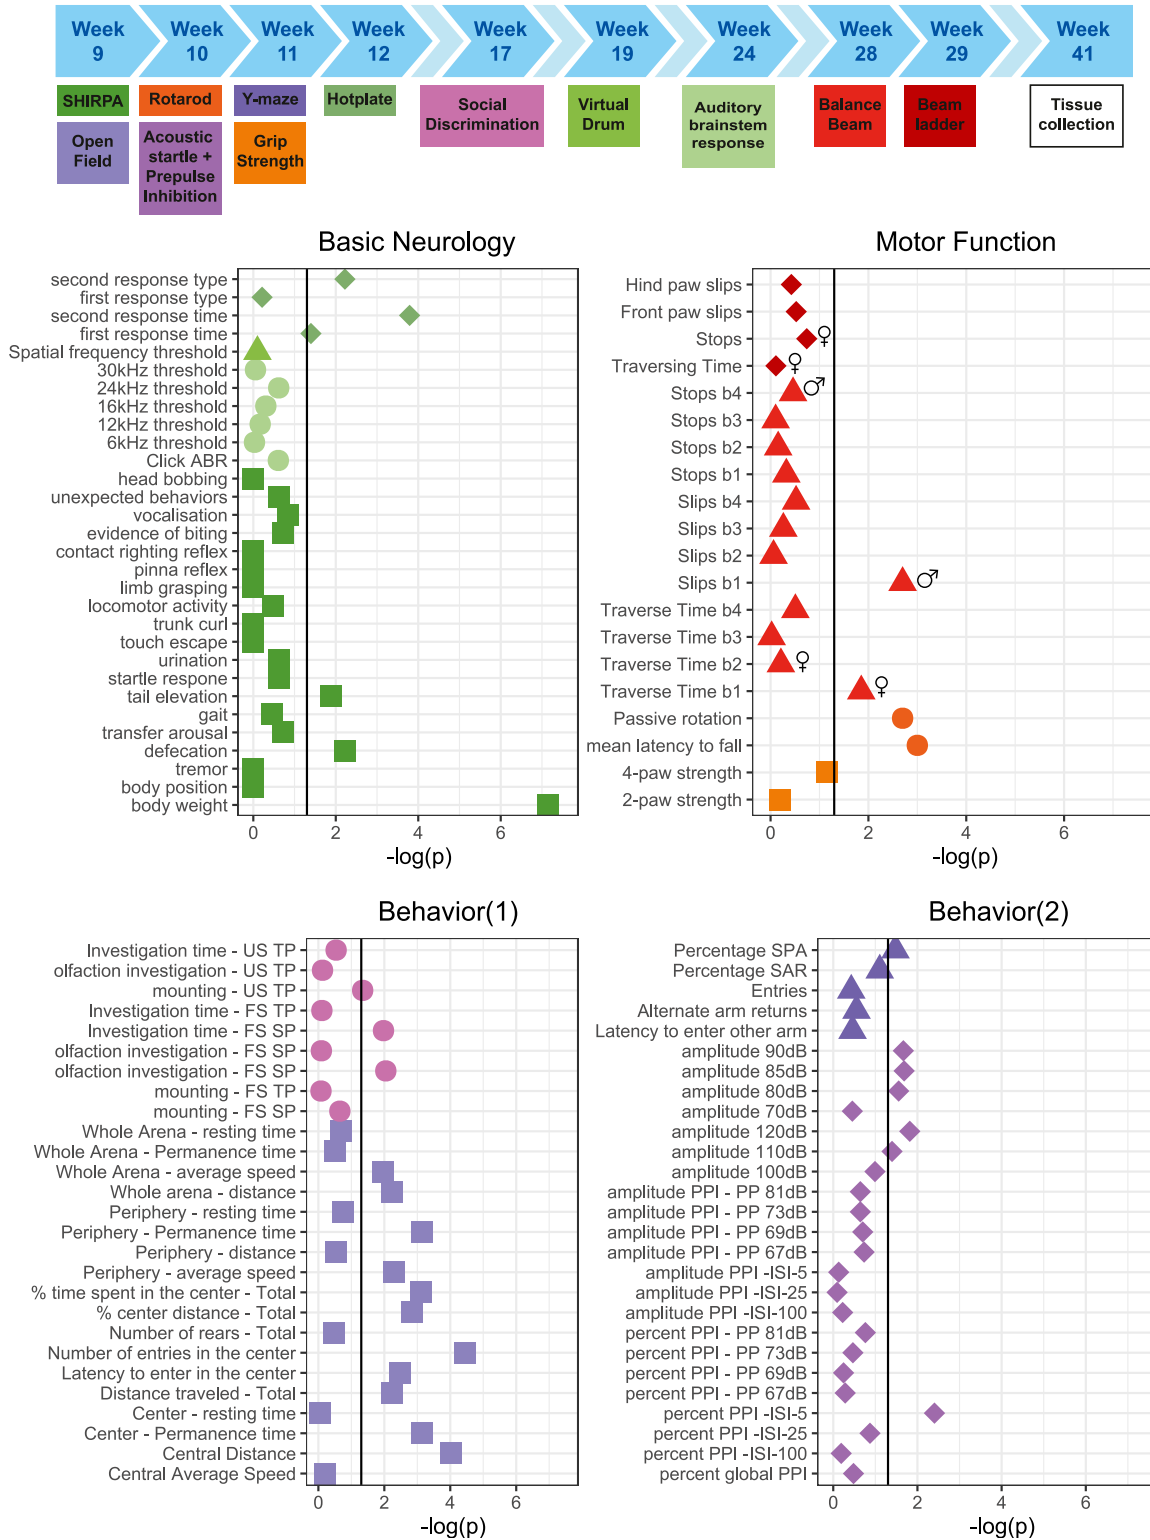 Week 9
Week 10
Week 11
Week 12
Week 17
Week 19
Week 24
Week 28
Week 29
Week 41
SHIRPA
Rotarod
Y-maze
Hotplate
Social
Discrimination
Virtual
Drum
Auditory
brainstem
response
Balance
Beam
Beam
ladder
Tissue
collection
Open
Field
Acoustic
startle +
Prepulse
Inhibition
Grip
Strength
Basic Neurology
second response type
first response type
second response time
first response time
Spatial frequency threshold
30kHz threshold
24kHz threshold
16kHz threshold
12kHz threshold
6kHz threshold
Click ABR
head bobbing
unexpected behaviors
vocalisation
evidence of biting
contact righting reflex
pinna reflex
limb grasping
locomotor activity
trunk curl
touch escape
urination
startle respone
tail elevation
gait
transfer arousal
defecation
tremor
body position
body weight
0 2 4 6
-log(p)
Motor Function
Hind paw slips
Front paw slips
Stops ♀
Traversing Time ♀
Stops b4 ♂
Stops b3
Stops b2
Stops b1
Slips b4
Slips b3
Slips b2
Slips b1 ♂
Traverse Time b4
Traverse Time b3
Traverse Time b2 ♀
Traverse Time b1 ♀
Passive rotation
mean latency to fall
4-paw strength
2-paw strength
0 2 4 6
-log(p)
Behavior(1)
Investigation time - US TP
olfaction investigation - US TP
mounting - US TP
Investigation time - FS TP
Investigation time - FS SP
olfaction investigation - FS SP
olfaction investigation - FS SP
mounting - FS TP
mounting - FS SP
Whole Arena - resting time
Whole Arena - Permanence time
Whole Arena - average speed
Whole arena - distance
Periphery - resting time
Periphery - Permanence time
Periphery - distance
Periphery - average speed
% time spent in the center - Total
% center distance - Total
Number of rears - Total
Number of entries in the center
Latency to enter in the center
Distance traveled - Total
Center - resting time
Center - Permanence time
Central Distance
Central Average Speed
0 2 4 6
-log(p)
Behavior(2)
Percentage SPA
Percentage SAR
Entries
Alternate arm returns
Latency to enter other arm
amplitude 90dB
amplitude 85dB
amplitude 80dB
amplitude 70dB
amplitude 120dB
amplitude 110dB
amplitude 100dB
amplitude PPI - PP 81dB
amplitude PPI - PP 73dB
amplitude PPI - PP 69dB
amplitude PPI - PP 67dB
amplitude PPI -ISI-5
amplitude PPI -ISI-25
amplitude PPI -ISI-100
percent PPI - PP 81dB
percent PPI - PP 73dB
percent PPI - PP 69dB
percent PPI - PP 67dB
percent PPI -ISI-5
percent PPI -ISI-25
percent PPI -ISI-100
percent global PPI
0 2 4 6
-log(p)